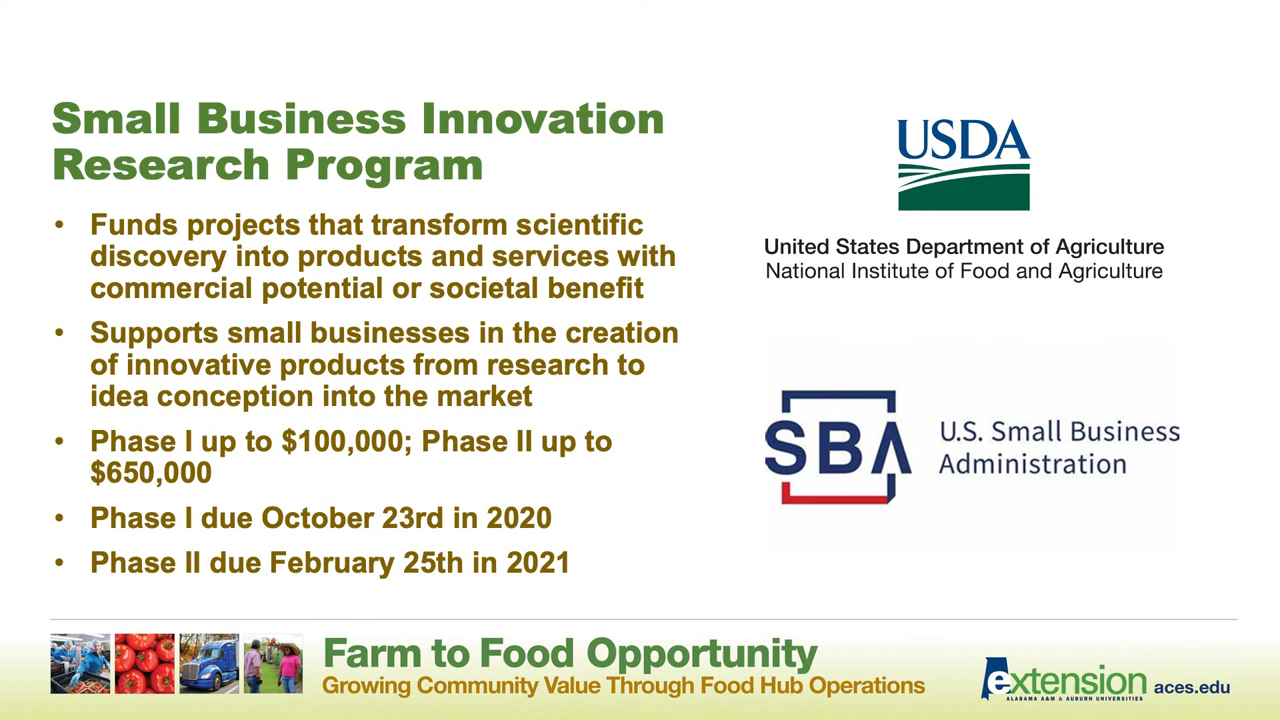 Small Business Innovation
Research Program
• Funds projects that transform scientific
discovery into products and services with
commercial potential or societal benefit
• Supports small businesses in the creation
of innovative products from research to
idea conception into the market
• Phase I up to $100,000; Phase II up to
$650,000
• Phase I due October 23rd in 2020
• Phase II due February 25th in 2021
USDA
United States Department of Agriculture
National Institute of Food and Agriculture
SBA
U.S. Small Business
Administration
Farm to Food Opportunity
Growing Community Value Through Food Hub Operations
extension
ALABAMA A&M & AUBURN UNIVERSITIES
aces.edu